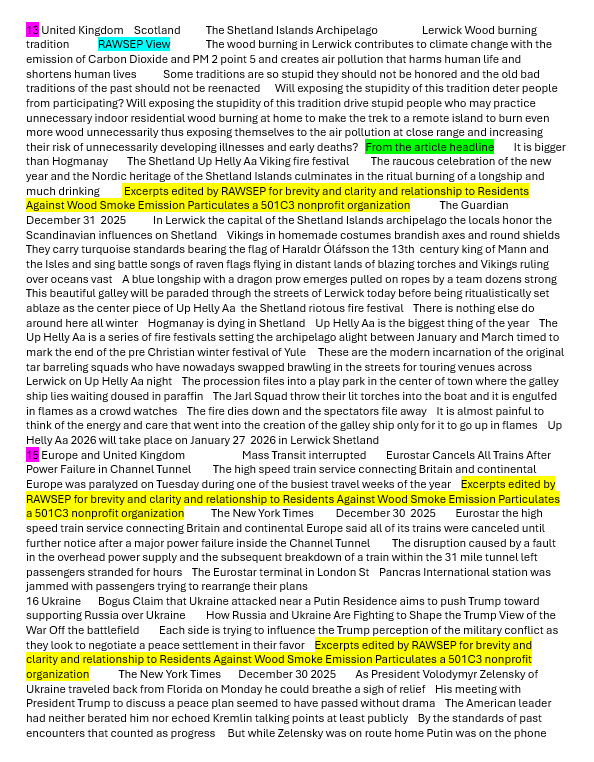 13 United Kingdom Scotland The Shetland Islands Archipelago Lerwick Wood burning
tradition RAWSEP View The wood burning in Lerwick contributes to climate change with the
emission of Carbon Dioxide and PM 2 point 5 and creates air pollution that harms human life and
shortens human lives Some traditions are so stupid they should not be honored and the old bad
traditions of the past should not be reenacted Will exposing the stupidity of this tradition deter people
from participating? Will exposing the stupidity of this tradition drive stupid people who may practice
unnecessary indoor residential wood burning at home to make the trek to a remote island to burn even
more wood unnecessarily thus exposing themselves to the air pollution at close range and increasing
their risk of unnecessarily developing illnesses and early deaths? From the article headline It is bigger
than Hogmanay The Shetland Up Helly Aa Viking fire festival The raucous celebration of the new
year and the Nordic heritage of the Shetland Islands culminates in the ritual burning of a longship and
much drinking Excerpts edited by RAWSEP for brevity and clarity and relationship to Residents
Against Wood Smoke Emission Particulates a 501C3 nonprofit organization The Guardian
December 31 2025 In Lerwick the capital of the Shetland Islands archipelago the locals honor the
Scandinavian influences on Shetland Vikings in homemade costumes brandish axes and round shields
They carry turquoise standards bearing the flag of Haraldr Óláfsson the 13th century king of Mann and
the Isles and sing battle songs of raven flags flying in distant lands of blazing torches and Vikings ruling
over oceans vast A blue longship with a dragon prow emerges pulled on ropes by a team dozens strong
This beautiful galley will be paraded through the streets of Lerwick today before being ritualistically set
ablaze as the center piece of Up Helly Aa the Shetland riotous fire festival There is nothing else do
around here all winter Hogmanay is dying in Shetland Up Helly Aa is the biggest thing of the year The
Up Helly Aa is a series of fire festivals setting the archipelago alight between January and March timed to
mark the end of the pre Christian winter festival of Yule These are the modern incarnation of the original
tar barreling squads who have nowadays swapped brawling in the streets for touring venues across
Lerwick on Up Helly Aa night The procession files into a play park in the center of town where the galley
ship lies waiting doused in paraffin The Jarl Squad throw their lit torches into the boat and it is engulfed
in flames as a crowd watches The fire dies down and the spectators file away It is almost painful to
think of the energy and care that went into the creation of the galley ship only for it to go up in flames Up
Helly Aa 2026 will take place on January 27 2026 in Lerwick Shetland
15 Europe and United Kingdom Mass Transit interrupted Eurostar Cancels All Trains After
Power Failure in Channel Tunnel The high speed train service connecting Britain and continental
Europe was paralyzed on Tuesday during one of the busiest travel weeks of the year Excerpts edited by
RAWSEP for brevity and clarity and relationship to Residents Against Wood Smoke Emission Particulates
a 501C3 nonprofit organization The New York Times December 30 2025 Eurostar the high
speed train service connecting Britain and continental Europe said all of its trains were canceled until
further notice after a major power failure inside the Channel Tunnel The disruption caused by a fault
in the overhead power supply and the subsequent breakdown of a train within the 31 mile tunnel left
passengers stranded for hours The Eurostar terminal in London St Pancras International station was
jammed with passengers trying to rearrange their plans
16 Ukraine Bogus Claim that Ukraine attacked near a Putin Residence aims to push Trump toward
supporting Russia over Ukraine How Russia and Ukraine Are Fighting to Shape the Trump View of the
War Off the battlefield Each side is trying to influence the Trump perception of the military conflict as
they look to negotiate a peace settlement in their favor Excerpts edited by RAWSEP for brevity and
clarity and relationship to Residents Against Wood Smoke Emission Particulates a 501C3 nonprofit
organization The New York Times December 30 2025 As President Volodymyr Zelensky of
Ukraine traveled back from Florida on Monday he could breathe a sigh of relief His meeting with
President Trump to discuss a peace plan seemed to have passed without drama The American leader
had neither berated him nor echoed Kremlin talking points at least publicly By the standards of past
encounters that counted as progress But while Zelensky was on route home Putin was on the phone